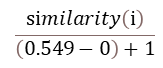 similarity(i)
(0.549 − 0) + 1